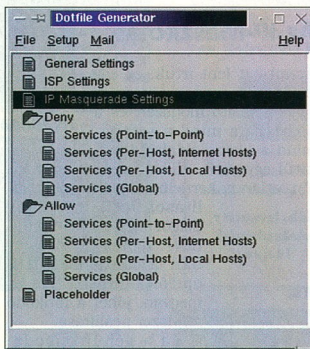 Dotfile Generator
File Setup Mail Help
General Settings
ISP Settings
IP Masquerade Settings
Deny
Services (Point-to-Point)
Services (Per-Host, Internet Hosts)
Services (Per-Host, Local Hosts)
Services (Global)
Allow
Services (Point-to-Point)
Services (Per-Host, Internet Hosts)
Services (Per-Host, Local Hosts)
Services (Global)
Placeholder